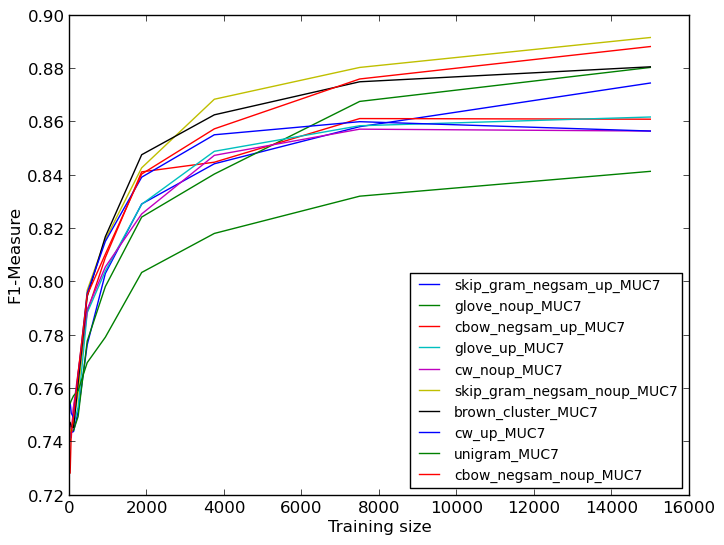 0.90
0.88
0.86
0.84
0.82
0.80
0.78
0.76
0.74
0.72
F1-Measure
skip_gram_negsam_up_MUC7
glove_noup_MUC7
cbow_negsam_up_MUC7
glove_up_MUC7
cw_noup_MUC7
skip_gram_negsam_noup_MUC7
brown_cluster_MUC7
cw_up_MUC7
unigram_MUC7
cbow_negsam_noup_MUC7
0 2000 4000 6000 8000 10000 12000 14000 16000
Training size